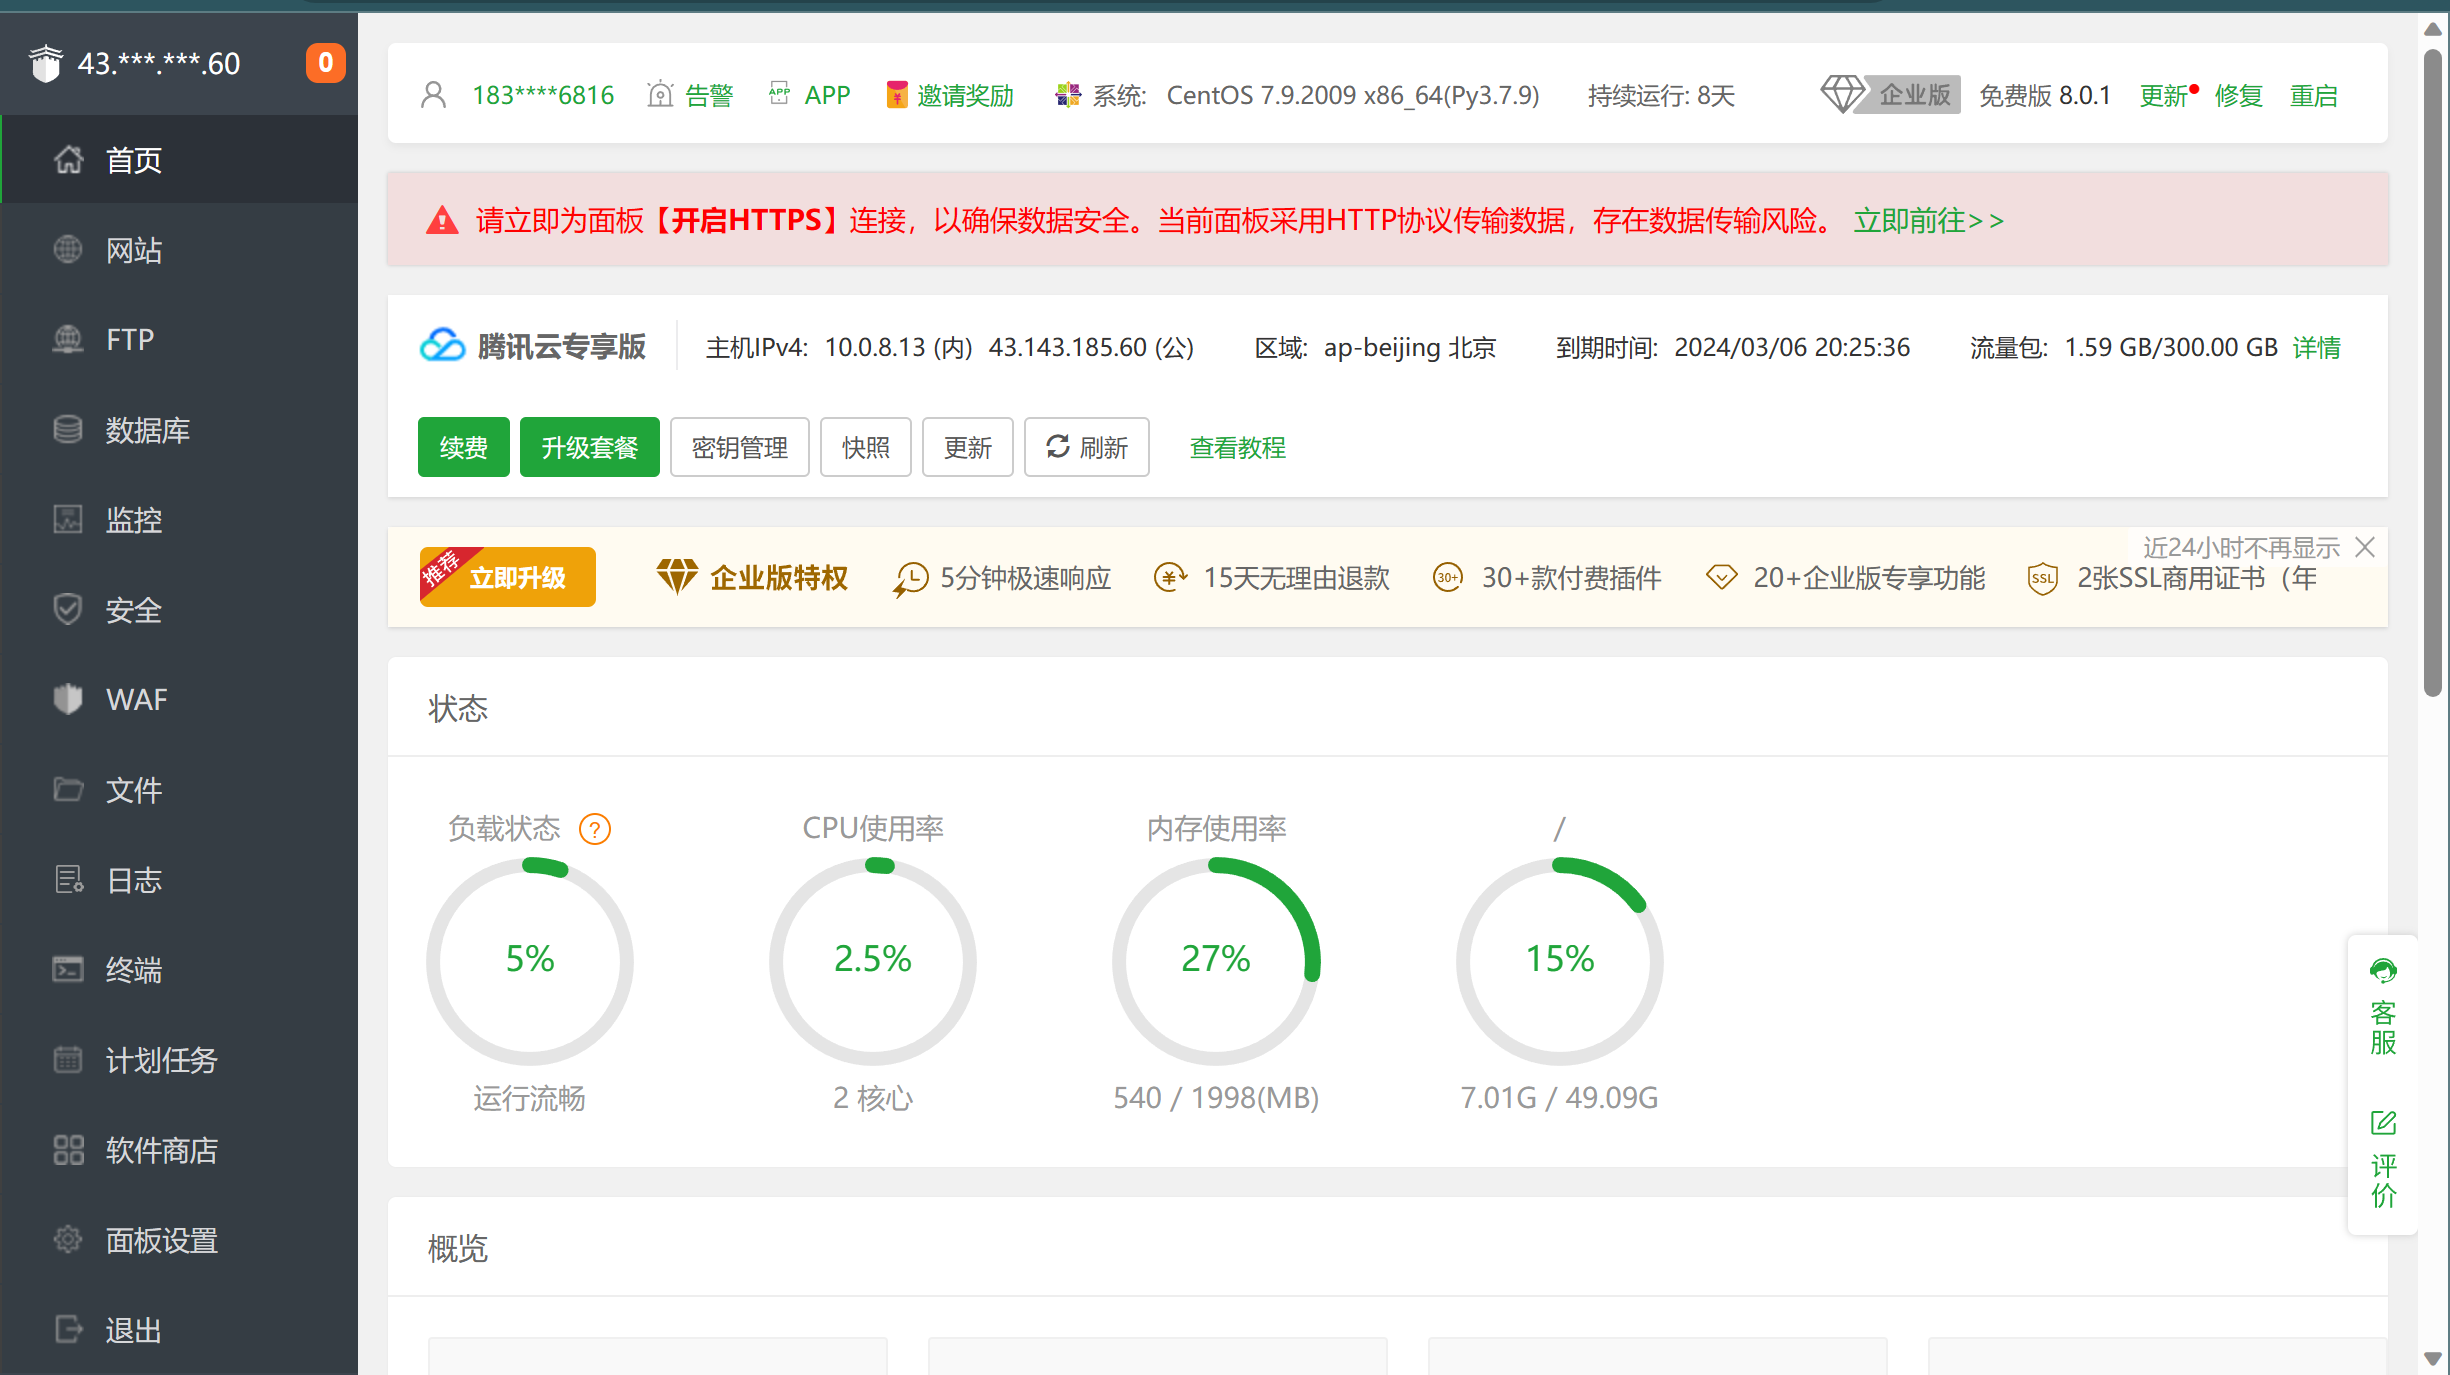 43.***.***.60 0
首页
网站
FTP
数据库
监控
安全
WAF
文件
日志
终端
计划任务
软件商店
面板设置
退出
183****6816 告警 APP APP 邀请奖励 系统: CentOS 7.9.2009 x86_64(Py3.7.9) 持续运行: 8天 企业版 免费版 8.0.1 更新 修复 重启
请立即为面板【开启HTTPS】连接，以确保数据安全。当前面板采用HTTP协议传输数据，存在数据传输风险。 立即前往>>
腾讯云专享版 主机IPv4: 10.0.8.13 (内) 43.143.185.60 (公) 区域: ap-beijing 北京 到期时间: 2024/03/06 20:25:36 流量包: 1.59 GB/300.00 GB 详情
续费 升级套餐 密钥管理 快照 更新 刷新 查看教程
近24小时不再显示
推荐 立即升级 企业版特权 5分钟极速响应 15天无理由退款 30+ 30+款付费插件 20+企业版专享功能 SSL 2张SSL商用证书（年
状态
负载状态 ? CPU使用率 内存使用率 /
5% 2.5% 27% 15%
运行流畅 2 核心 540 / 1998(MB) 7.01G / 49.09G
客服
评价
概览